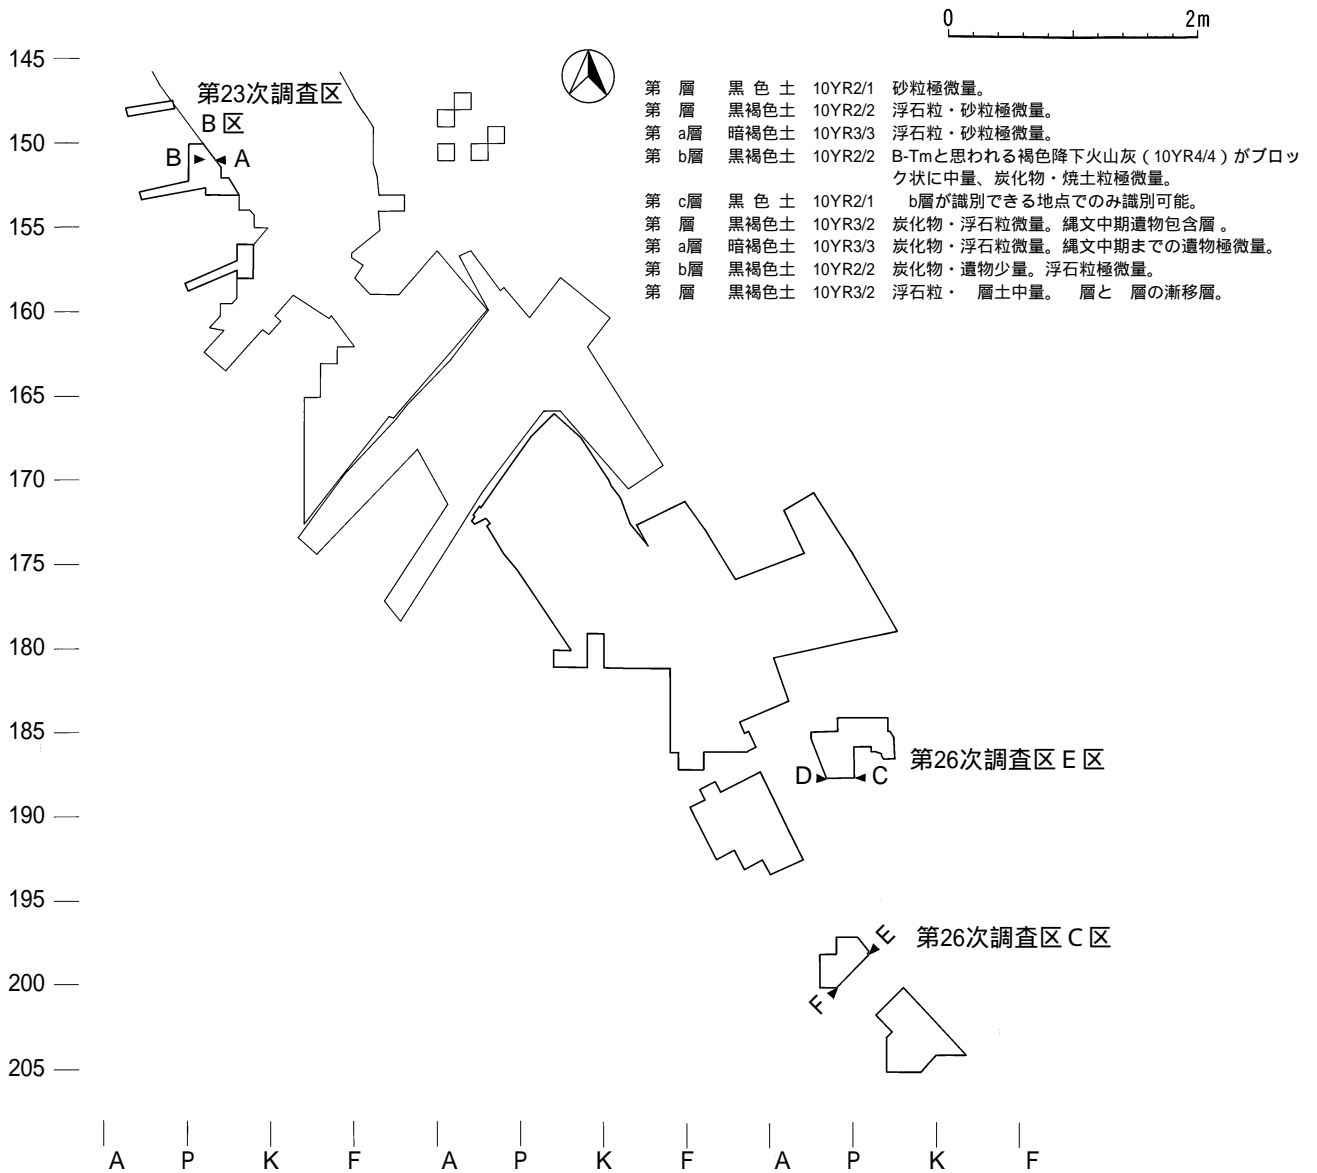 0 2m
第 層 黒 色 土 10YR2/1 砂粒極微量。
第 層 黒褐色土 10YR2/2 浮石粒・砂粒極微量。
第 a層 暗褐色土 10YR3/3 浮石粒・砂粒極微量。
第 b層 黒褐色土 10YR2/2 B-Tmと思われる褐色降下火山灰（10YR4/4）がブロッ
ク状に中量、炭化物・焼土粒極微量。
第 c層 黒 色 土 10YR2/1 b層が識別できる地点でのみ識別可能。
第 層 黒褐色土 10YR3/2 炭化物・浮石粒微量。縄文中期遺物包含層。
第 a層 暗褐色土 10YR3/3 炭化物・浮石粒微量。縄文中期までの遺物極微量。
第 b層 黒褐色土 10YR2/2 炭化物・遺物少量。浮石粒極微量。
第 層 黒褐色土 10YR3/2 浮石粒・ 層土中量。 層と 層の漸移層。
第23次調査区
B区
B A
第26次調査区E区
D C
第26次調査区C区
E
F
145
150
155
160
165
170
175
180
185
190
195
200
205
A P K F A P K F A P K F